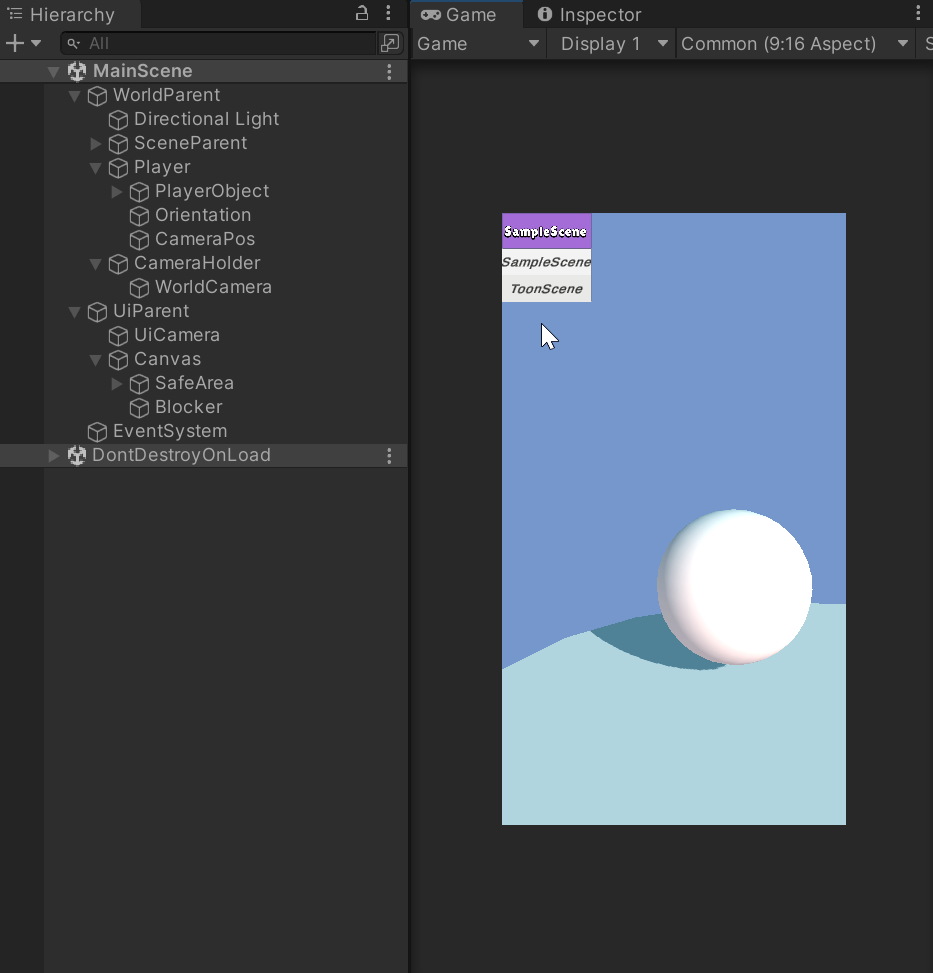 Hierarchy
All
MainScene
WorldParent
Directional Light
SceneParent
Player
PlayerObject
Orientation
CameraPos
CameraHolder
WorldCamera
UiParent
UiCamera
Canvas
SafeArea
Blocker
EventSystem
DontDestroyOnLoad
Game Inspector
Game Display 1 Common (9:16 Aspect) S
SampleScene
SampleScene
ToonScene